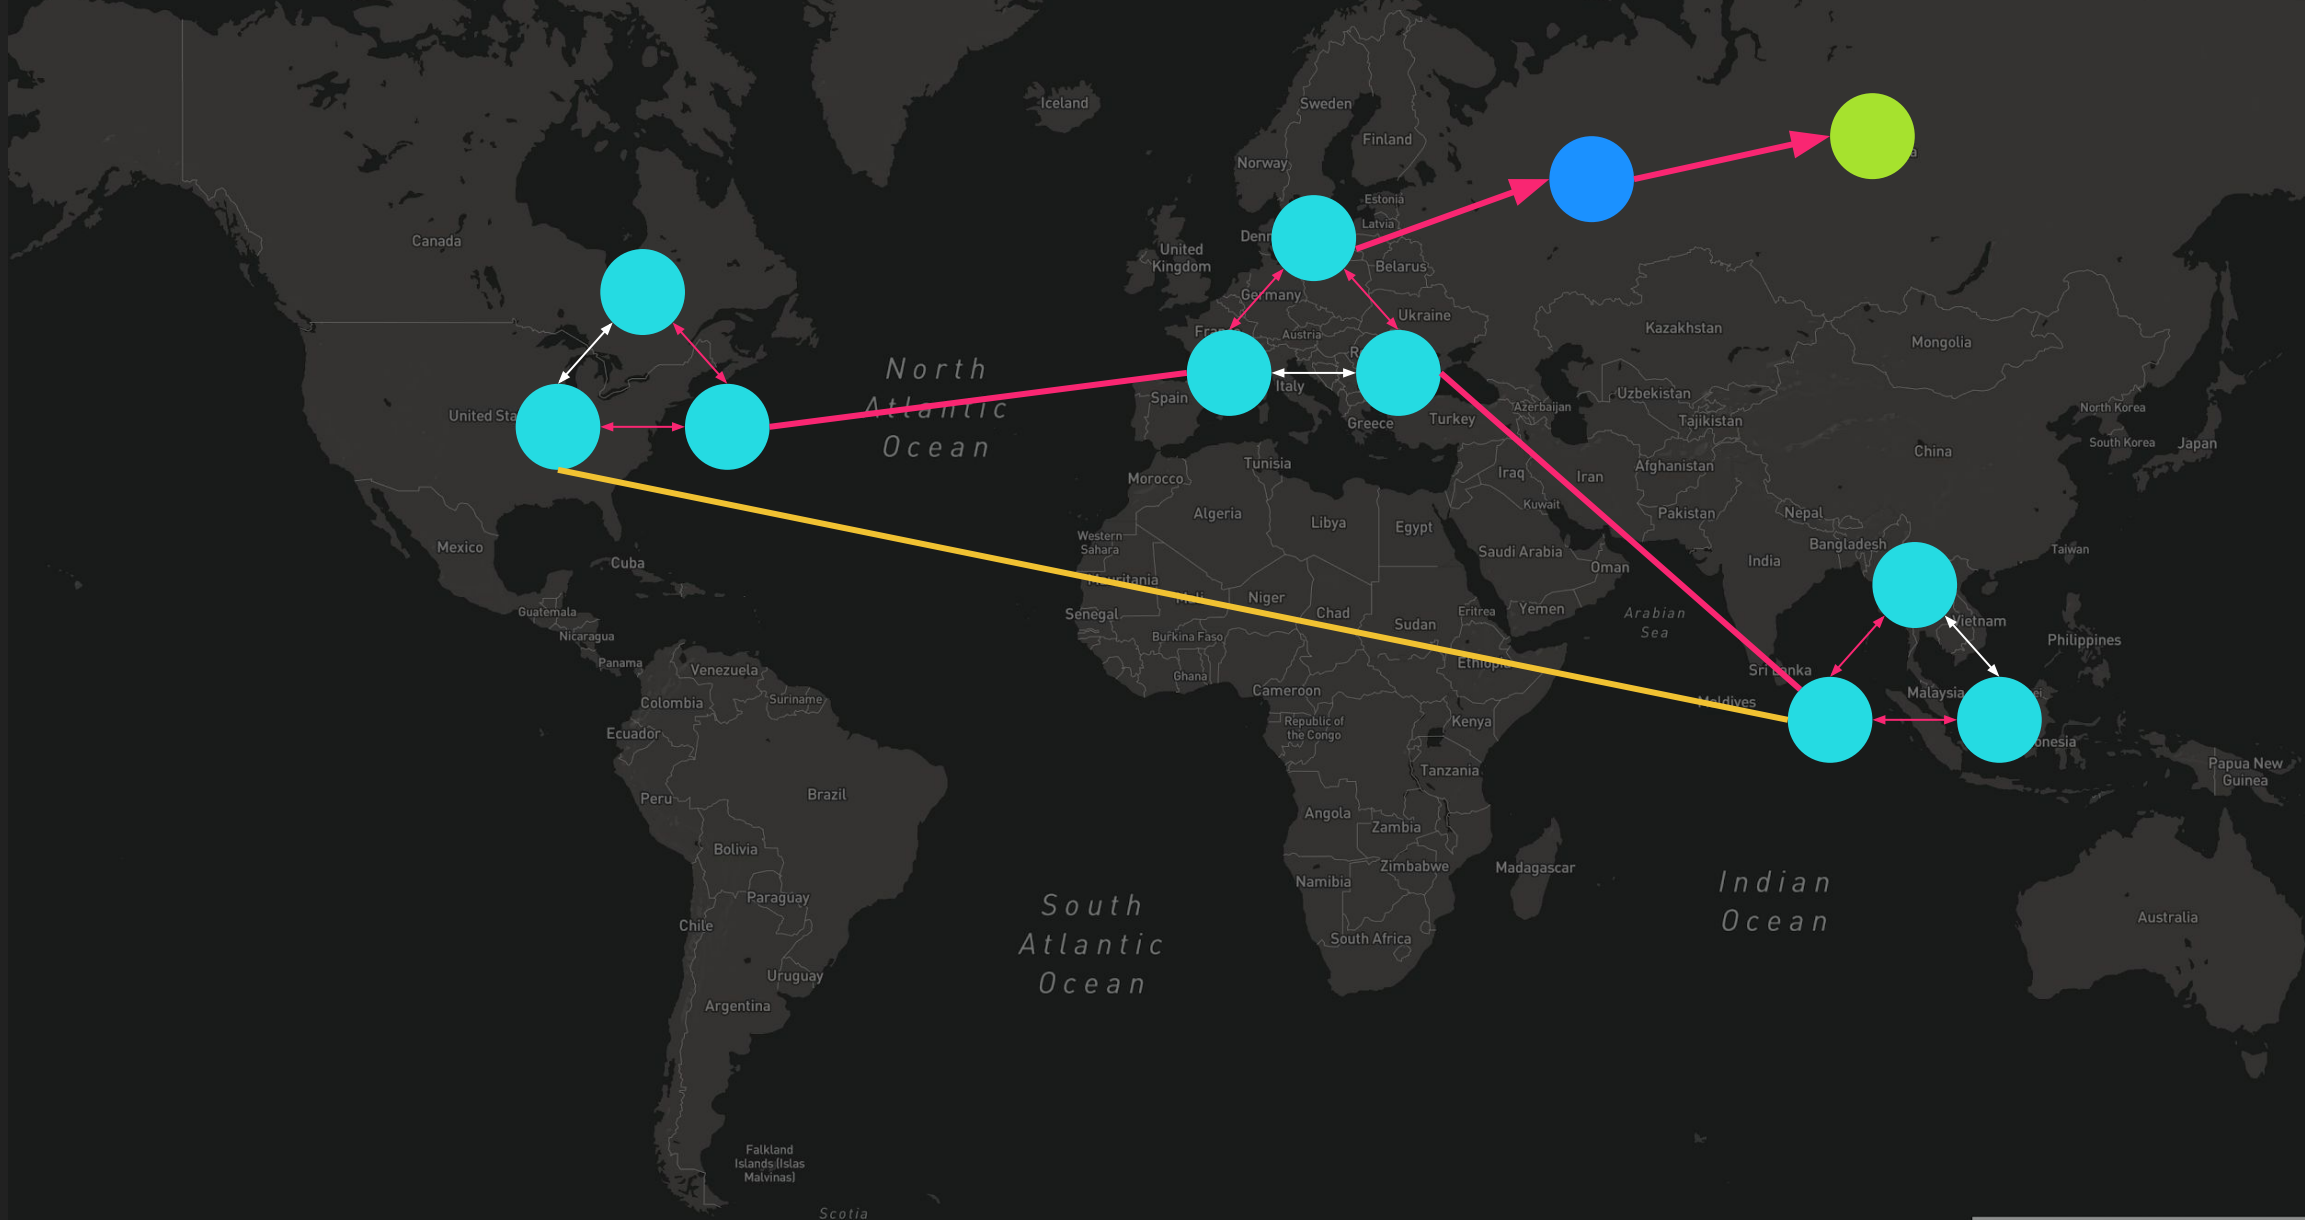 Iceland
Sweden
Finland
Norway
Estonia
Latvia
Canada
United
Kingdom
Belarus
Germany
Ukraine
Austria
Kazakhstan
Mongolia
North
Atlantic
Ocean
Italy
Spain
Uzbekistan
Azerbaijan
North Korea
Greece
Turkey
Tajikistan
South Korea
Japan
China
Tunisia
Afghanistan
Iraq
Iran
Morocco
Kuwait
Algeria
Libya
Egypt
Pakistan
Nepal
Western
Sahara
Mexico
Bangladesh
Taiwan
Saudi Arabia
Cuba
India
Oman
Mauritania
Mali
Niger
Guatemala
Senegal
Chad
Eritrea
Yemen
Arabian
Sea
Sudan
Vietnam
Nicaragua
Burkina Faso
Philippines
Panama
Venezuela
Ethiopia
Sri Lanka
Ghana
Cameroon
Malaysia
Colombia
Suriname
Maldives
Republic of
the Congo
Kenya
Ecuador
Tanzania
Papua New
Guinea
Peru
Brazil
Angola
Zambia
Bolivia
Zimbabwe
Madagascar
Namibia
Indian
Ocean
Paraguay
South
Atlantic
Ocean
Chile
Australia
South Africa
Uruguay
Argentina
Falkland
Islands (Islas
Malvinas)
Scotia